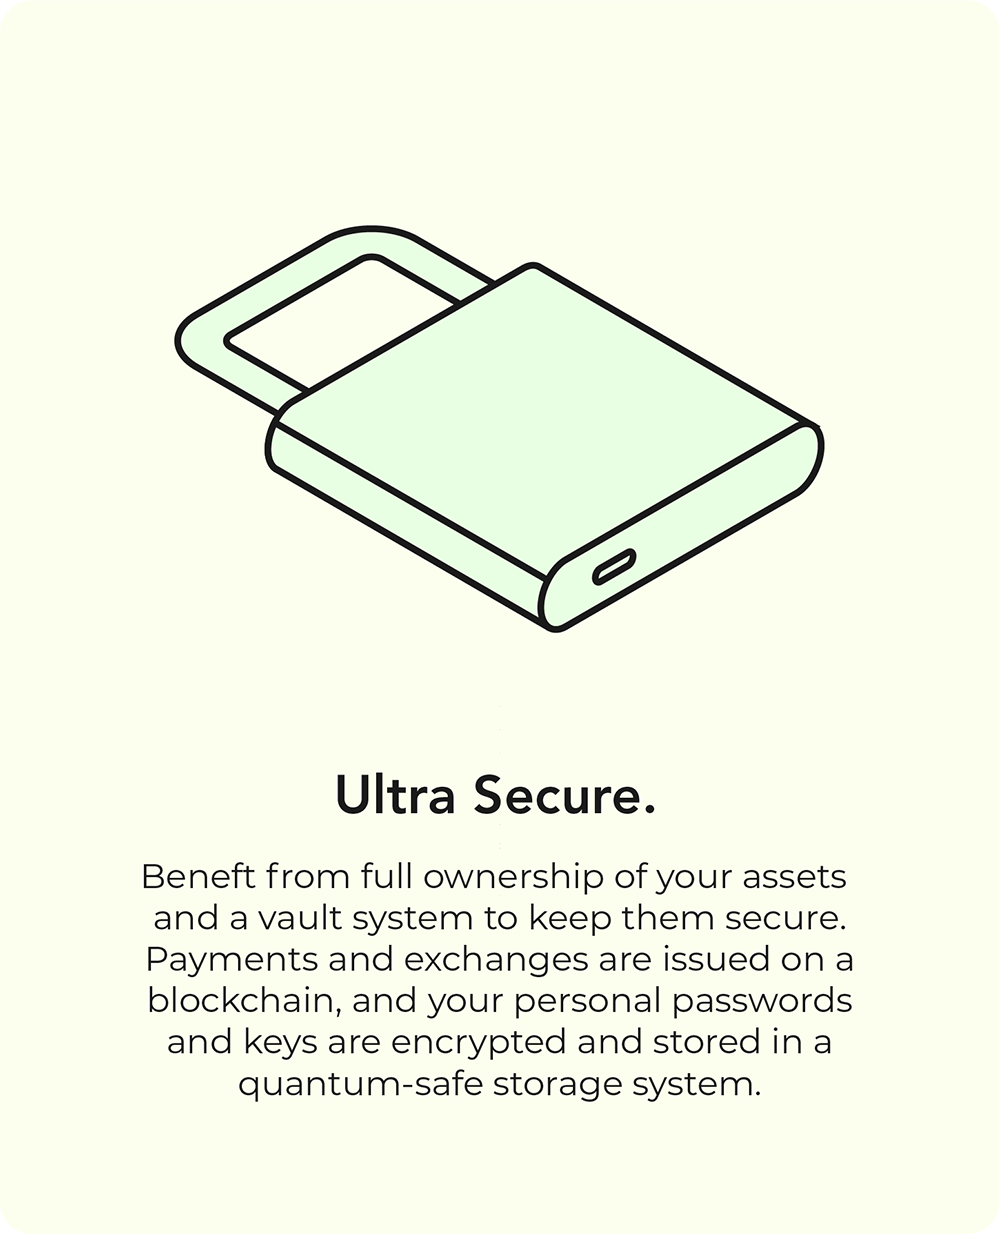 Ultra Secure.
Beneft from full ownership of your assets
and a vault system to keep them secure.
Payments and exchanges are issued on a
blockchain, and your personal passwords
and keys are encrypted and stored in a
quantum-safe storage system.